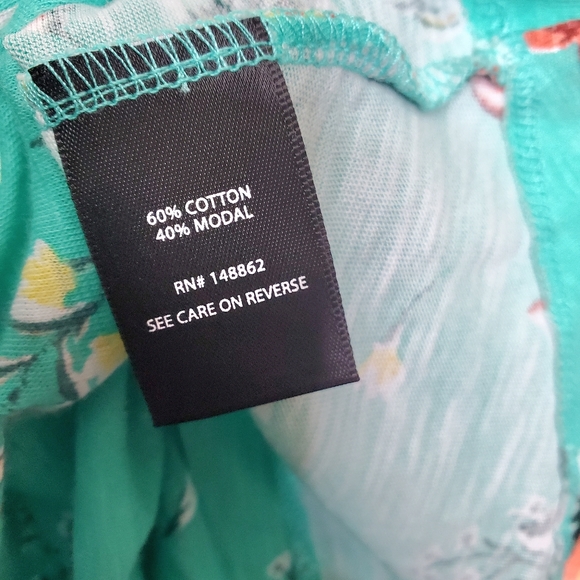 60% COTTON
40% MODAL
RN# 148862
SEE CARE ON REVERSE